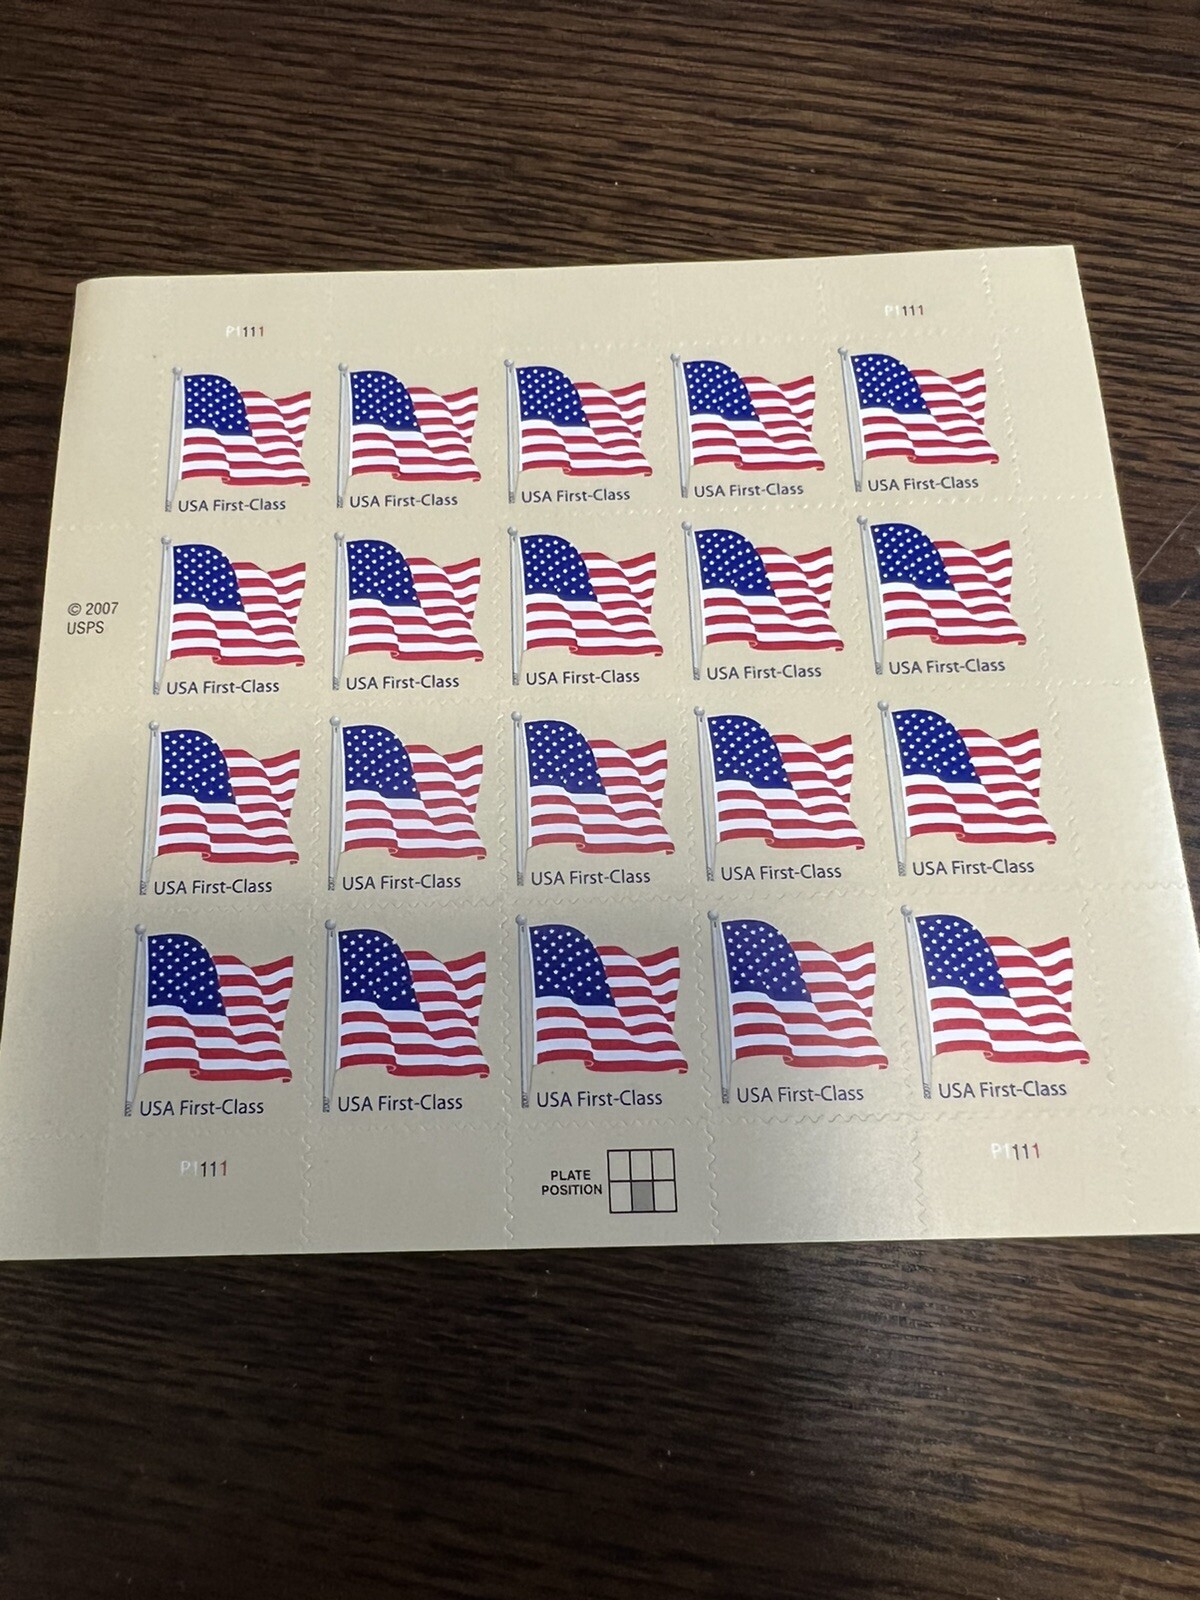 P1111 P1111
USA First-Class USA First-Class USA First-Class USA First-Class USA First-Class
© 2007
USPS
USA First-Class USA First-Class USA First-Class USA First-Class USA First-Class
USA First-Class USA First-Class USA First-Class USA First-Class USA First-Class
USA First-Class USA First-Class USA First-Class USA First-Class USA First-Class
P1111 P1111
PLATE
POSITION